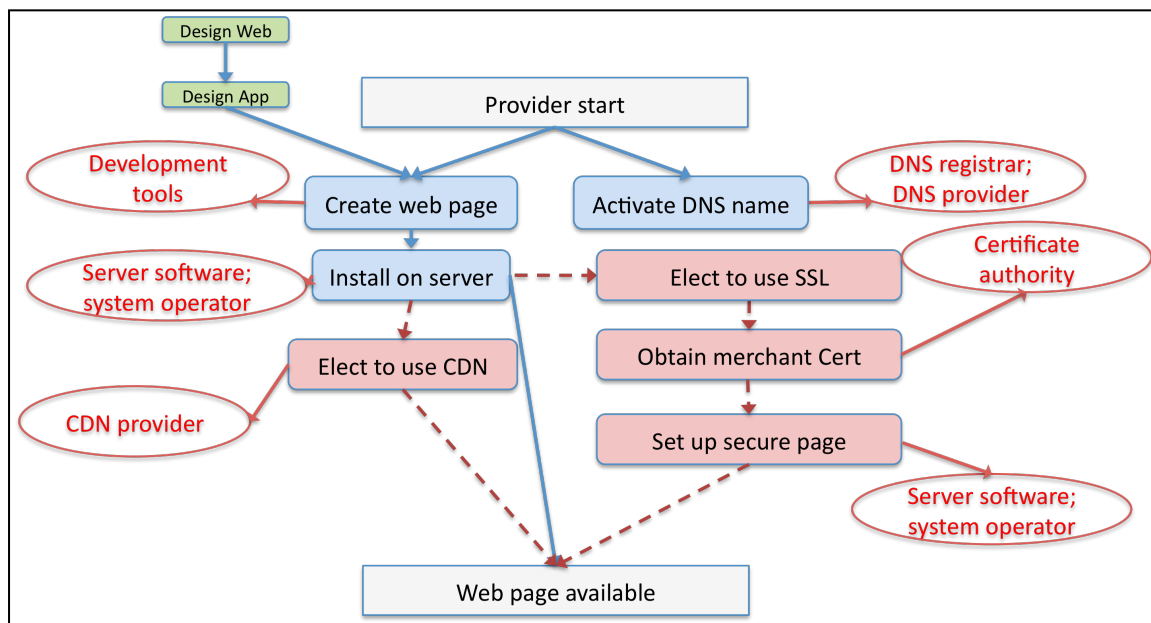 Design Web
Design App
Provider start
Development
tools
Create web page
Activate DNS name
DNS registrar;
DNS provider
Server software;
system operator
Install on server
Elect to use SSL
Certificate
authority
Elect to use CDN
Obtain merchant Cert
CDN provider
Set up secure page
Server software;
system operator
Web page available